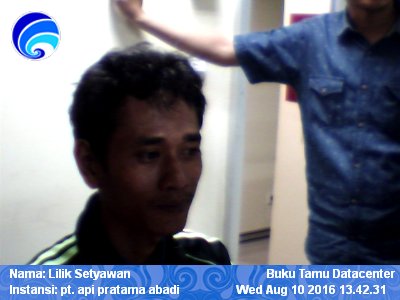 Nama: Lilik Setyawan
Buku Tamu Datacenter
Instansi: pt. api pratama abadi
Wed Aug 10 2016 13.42.31